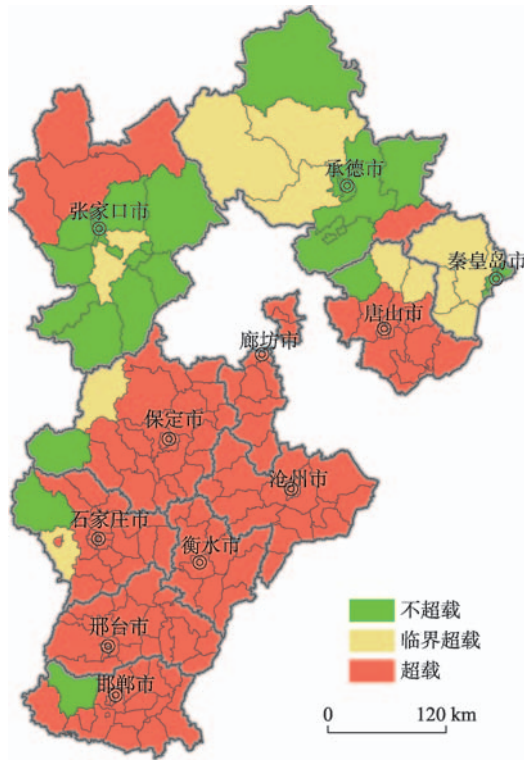 承德市
张家口市
秦皇岛市
唐山市
廊坊市
保定市
沧州市
石家庄市
衡水市
邢台市
邯郸市
不超载
临界超载
超载
0 120 km